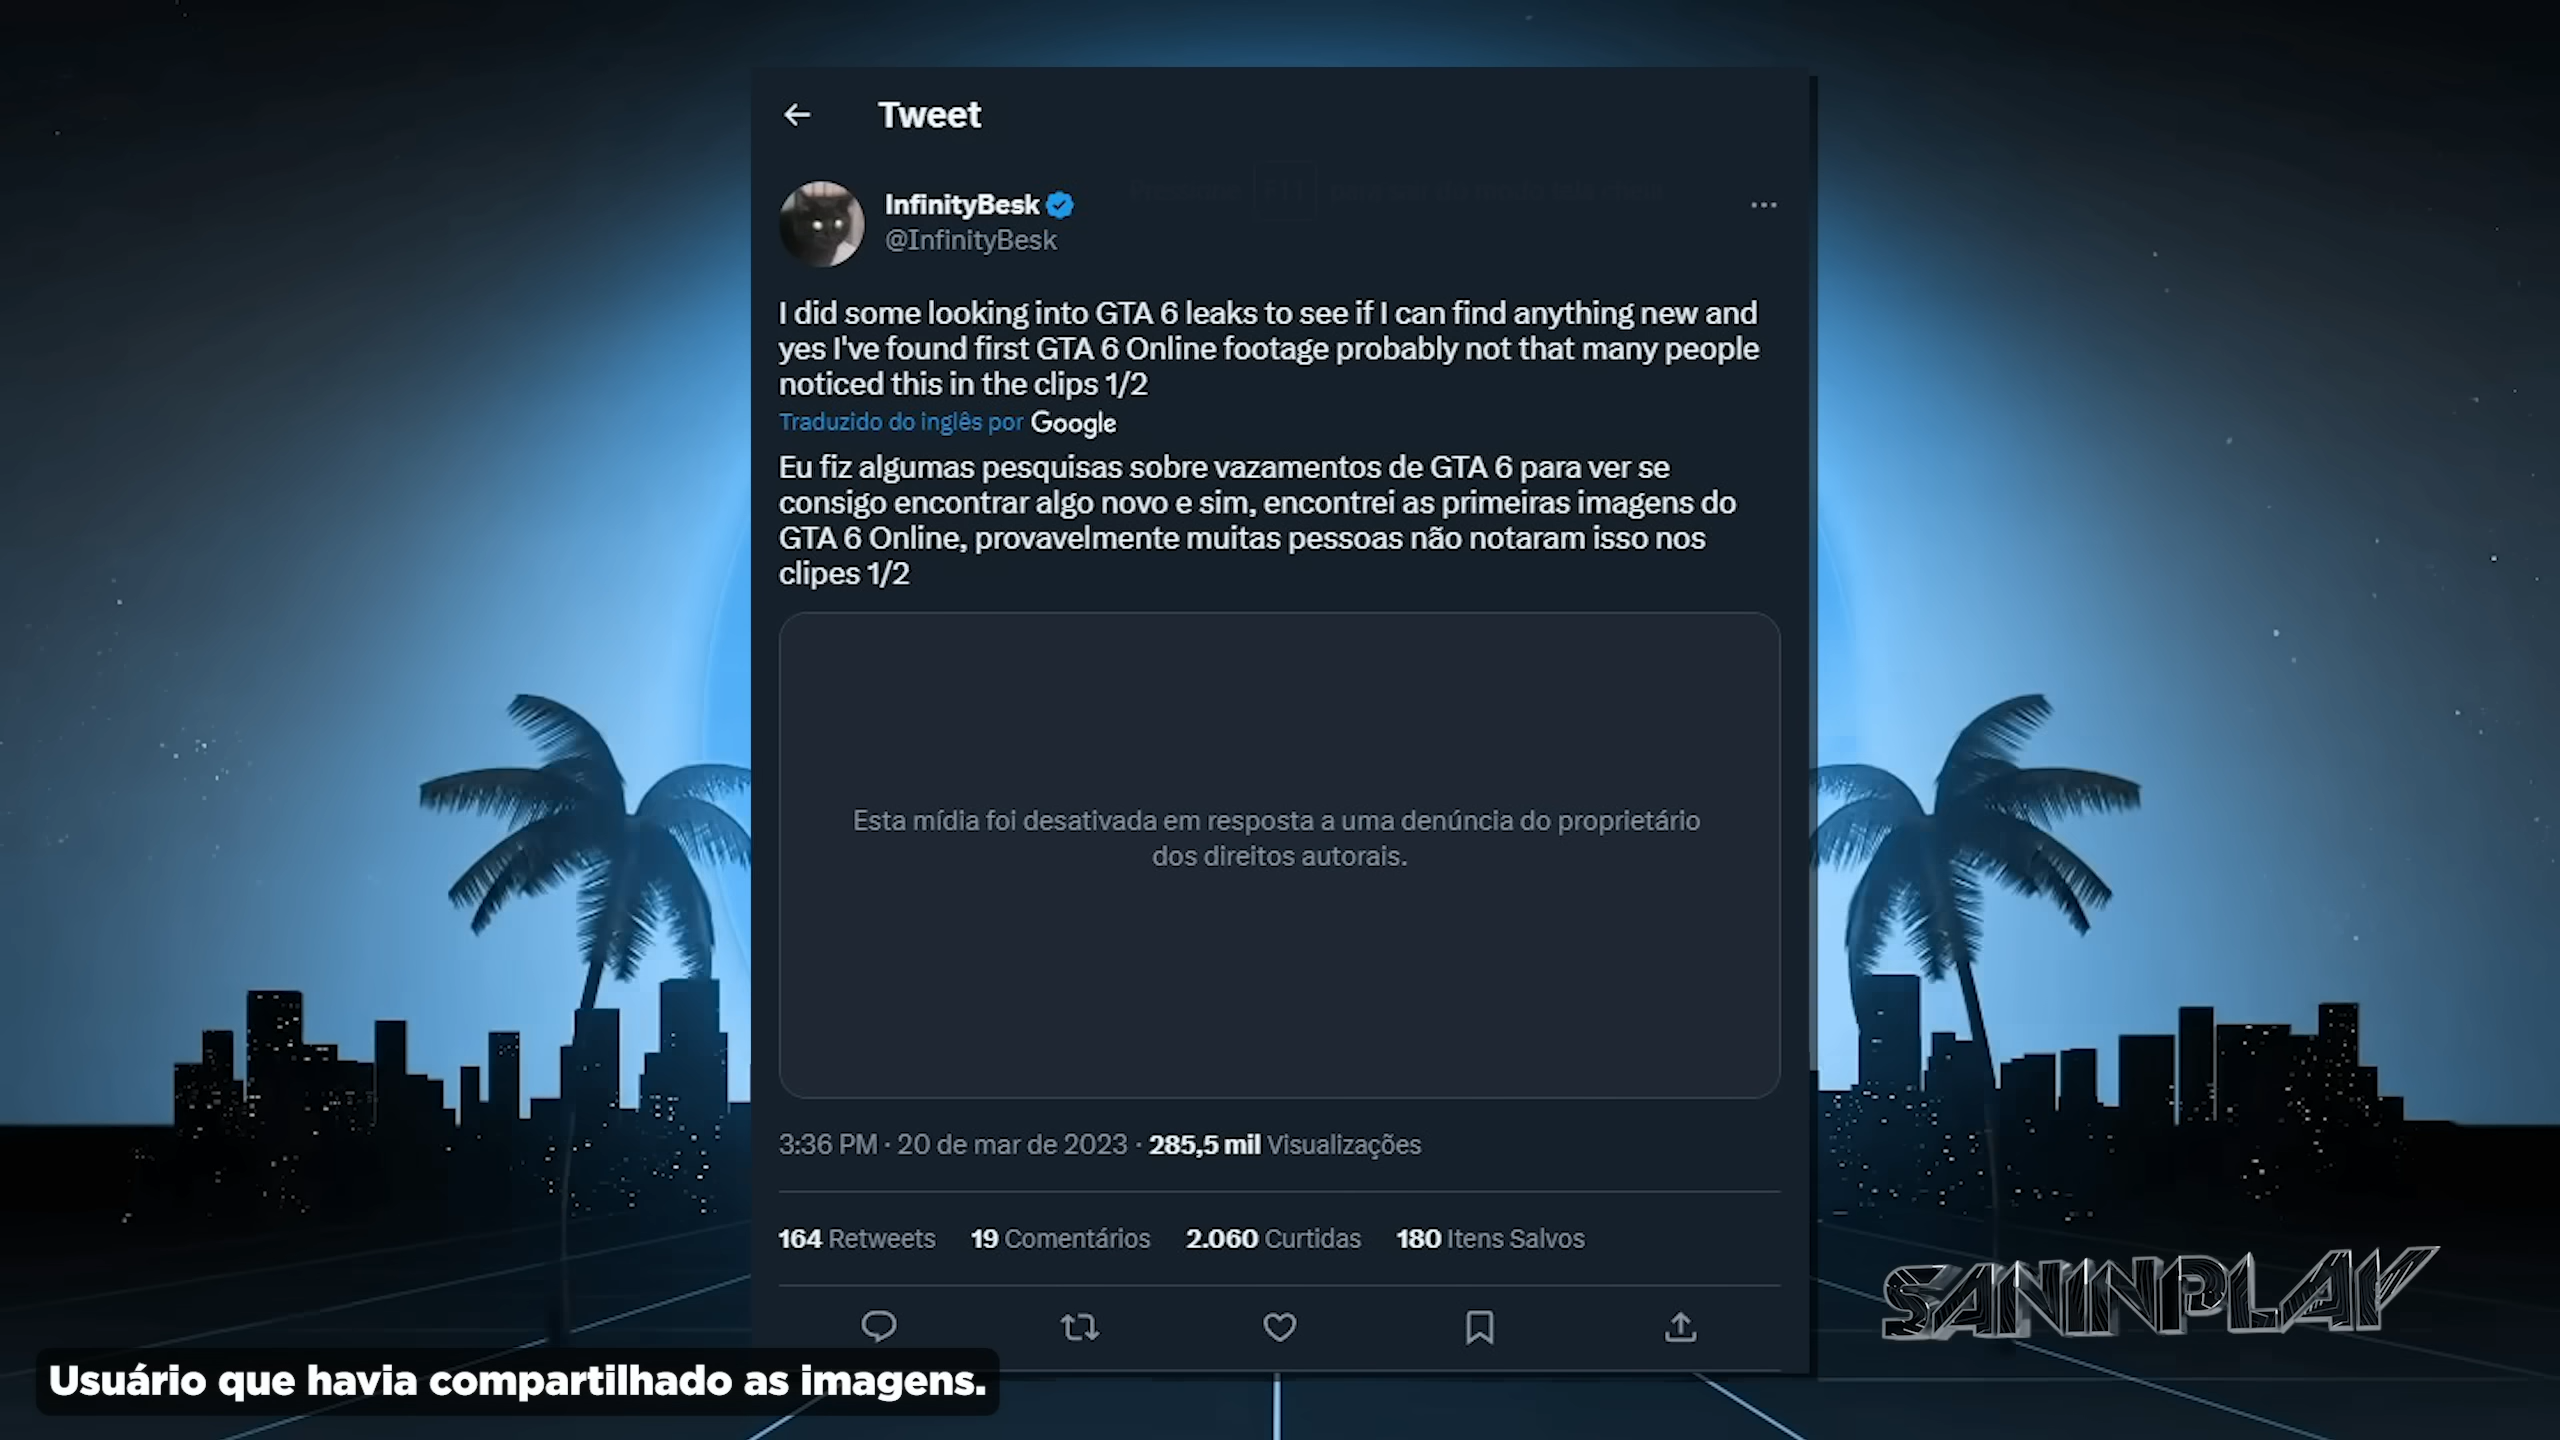 Tweet
InfinityBesk
@InfinityBesk
I did some looking into GTA 6 leaks to see if I can find anything new and
yes I've found first GTA 6 Online footage probably not that many people
noticed this in the clips 1/2
Traduzido do inglês por Google
Eu fiz algumas pesquisas sobre vazamentos de GTA 6 para ver se
consigo encontrar algo novo e sim, encontrei as primeiras imagens do
GTA 6 Online, provavelmente muitas pessoas não notaram isso nos
clipes 1/2
Esta mídia foi desativada em resposta a uma denúncia do proprietário
dos direitos autorais.
3:36 PM · 20 de mar de 2023 · 285,5 mil Visualizações
164 Retweets 19 Comentários 2.060 Curtidas 180 Itens Salvos
SANINPLAY
Usuário que havia compartilhado as imagens.